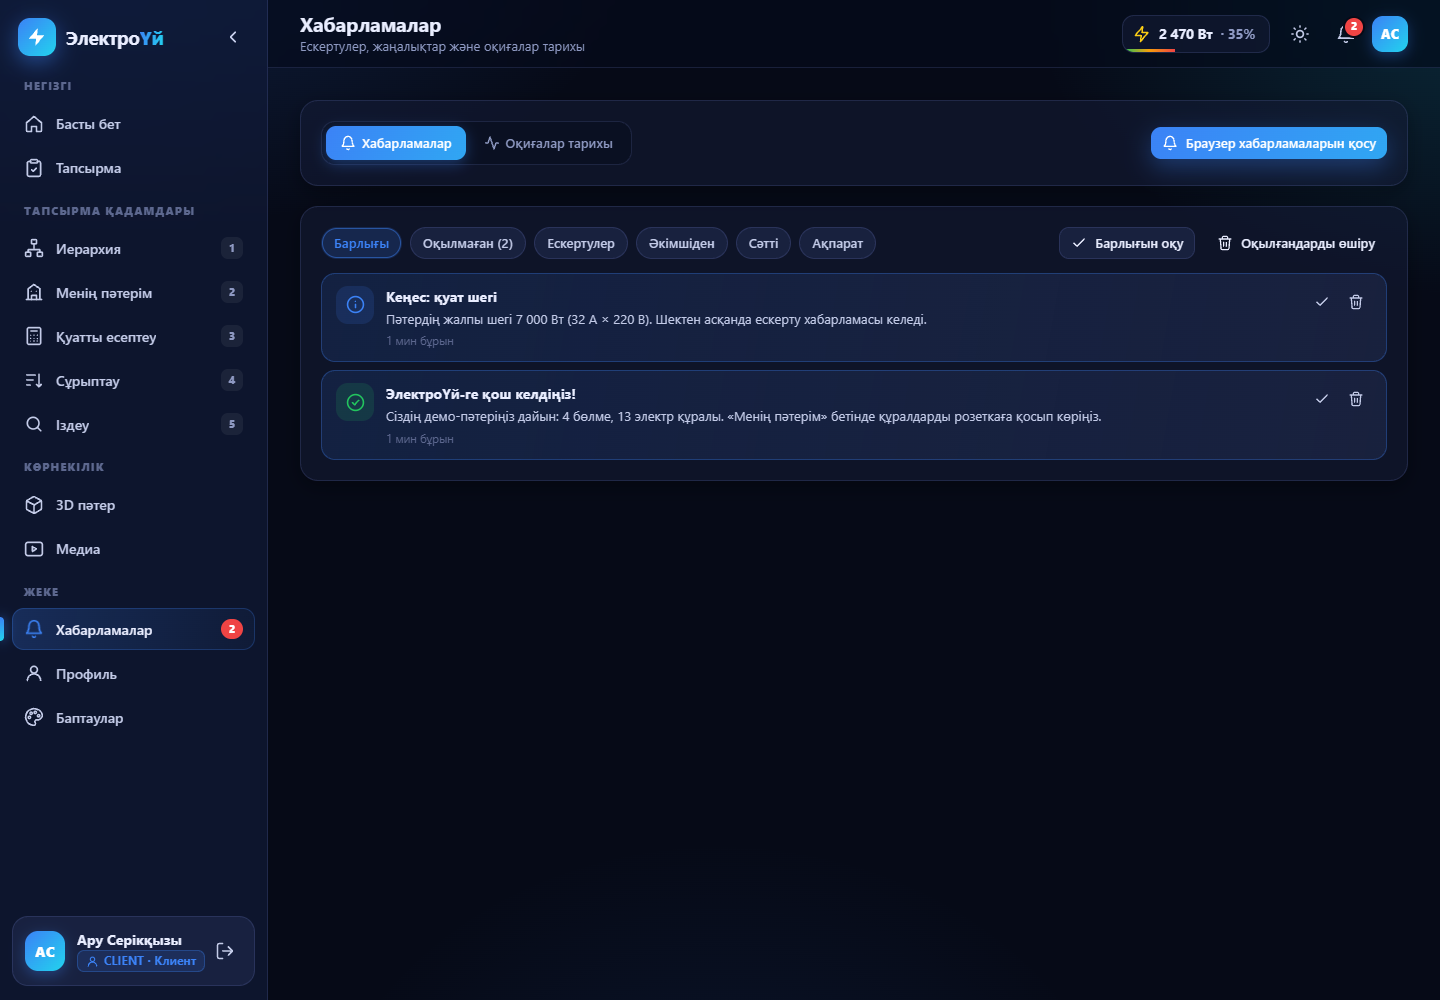 ЭлектроҮй
НЕГІЗГІ
Басты бет
Тапсырма
ТАПСЫРМА ҚАДАМДАРЫ
Иерархия 1
Менің пәтерім 2
Қуатты есептеу 3
Сұрыптау 4
Іздеу 5
КӨРНЕКІЛІК
3D пәтер
Медиа
ЖЕКЕ
Хабарламалар 2
Профиль
Баптаулар
АС
Ару Серікқызы
CLIENT · Клиент
Хабарламалар
Ескертулер, жаңалықтар және оқиғалар тарихы
2 470 Вт · 35%
2
АС
Хабарламалар Оқиғалар тарихы
Браузер хабарламаларын қосу
Барлығы Оқылмаған (2) Ескертулер Әкімшіден Сәтті Ақпарат
Барлығын оқу Оқылғандарды өшіру
Кеңес: қуат шегі
Пәтердің жалпы шегі 7 000 Вт (32 А × 220 В). Шектен асқанда ескерту хабарламасы келеді.
1 мин бұрын
ЭлектроҮй-ге қош келдіңіз!
Сіздің демо-пәтеріңіз дайын: 4 бөлме, 13 электр құралы. «Менің пәтерім» бетінде құралдарды розеткаға қосып көріңіз.
1 мин бұрын